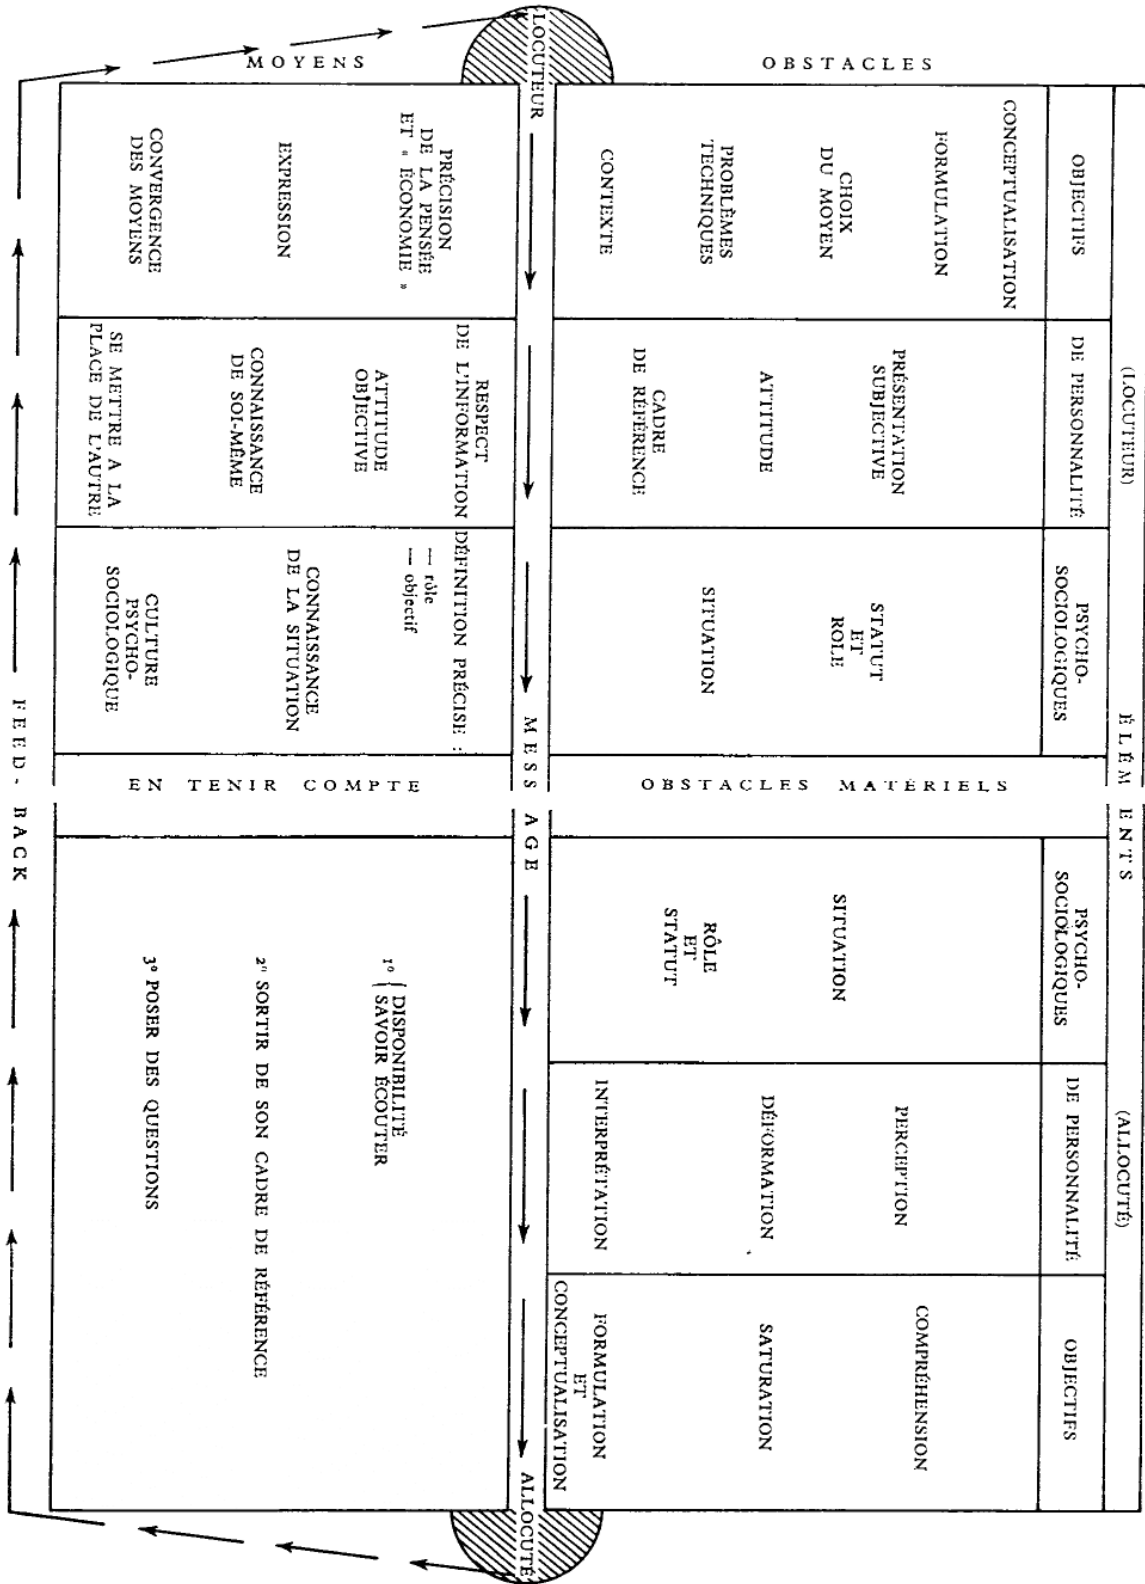 ÉLÉMENTS
(LOCUTEUR)
(ALLOCUTÉ)
OBJECTIFS
DE PERSONNALITÉ
PSYCHO-
SOCIOLOGIQUES
PSYCHO-
SOCIOLOGIQUES
DE PERSONNALITÉ
OBJECTIFS
OBSTACLES
CONCEPTUALISATION
FORMULATION
CHOIX
DU MOYEN
PROBLÈMES
TECHNIQUES
CONTEXTE
PRÉSENTATION
SUBJECTIVE
ATTITUDE
CADRE
DE RÉFÉRENCE
STATUT
ET
ROLE
SITUATION
OBSTACLES MATÉRIELS
SITUATION
RÔLE
ET
STATUT
PERCEPTION
DÉFORMATION
INTERPRÉTATION
COMPRÉHENSION
SATURATION
FORMULATION
ET
CONCEPTUALISATION
LOCUTEUR
MESSAGE
ALLOCUTÉ
MOYENS
PRÉCISION
DE LA PENSÉE
ET « ÉCONOMIE »
EXPRESSION
CONVERGENCE
DES MOYENS
RESPECT
DE L'INFORMATION
ATTITUDE
OBJECTIVE
CONNAISSANCE
DE SOI-MÊME
SE METTRE A LA
PLACE DE L'AUTRE
DÉFINITION PRÉCISE :
— rôle
— objectif
CONNAISSANCE
DE LA SITUATION
CULTURE
PSYCHO-
SOCIOLOGIQUE
EN TENIR COMPTE
1° { DISPONIBILITÉ
SAVOIR ÉCOUTER
2° SORTIR DE SON CADRE DE RÉFÉRENCE
3° POSER DES QUESTIONS
FEED-BACK